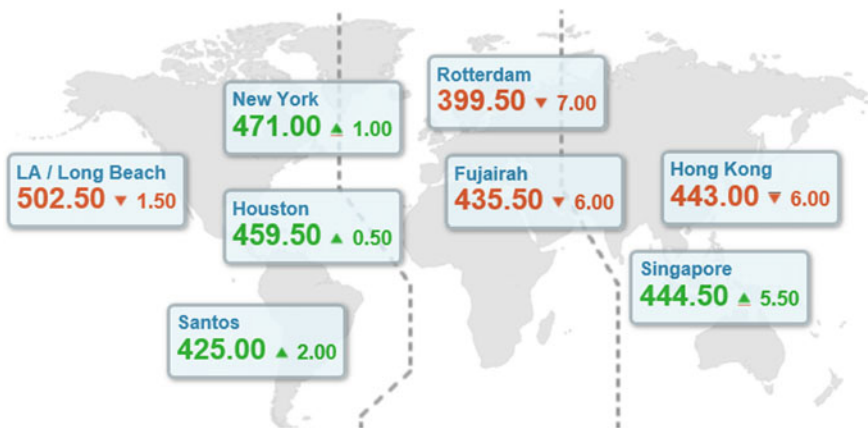 New York
471.00 ▲ 1.00
Rotterdam
399.50 ▼ 7.00
LA / Long Beach
502.50 ▼ 1.50
Houston
459.50 ▲ 0.50
Fujairah
435.50 ▼ 6.00
Hong Kong
443.00 ▼ 6.00
Singapore
444.50 ▲ 5.50
Santos
425.00 ▲ 2.00